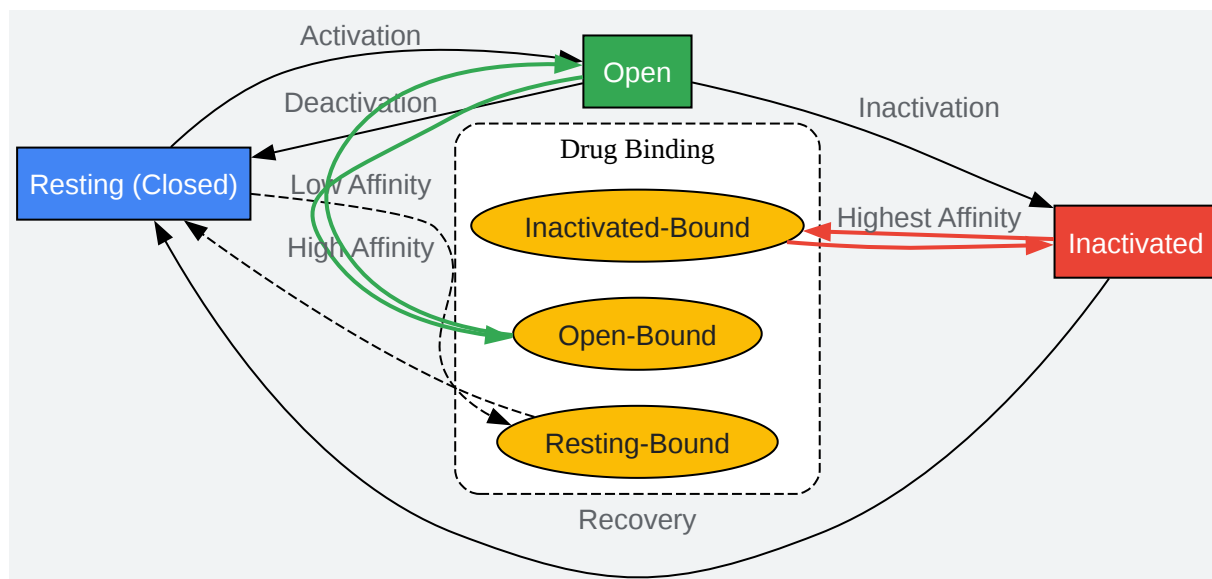 Activation
Open
Deactivation
Inactivation
Drug Binding
Resting (Closed)
Low Affinity
Inactivated-Bound
Highest Affinity
Inactivated
High Affinity
Open-Bound
Resting-Bound
Recovery